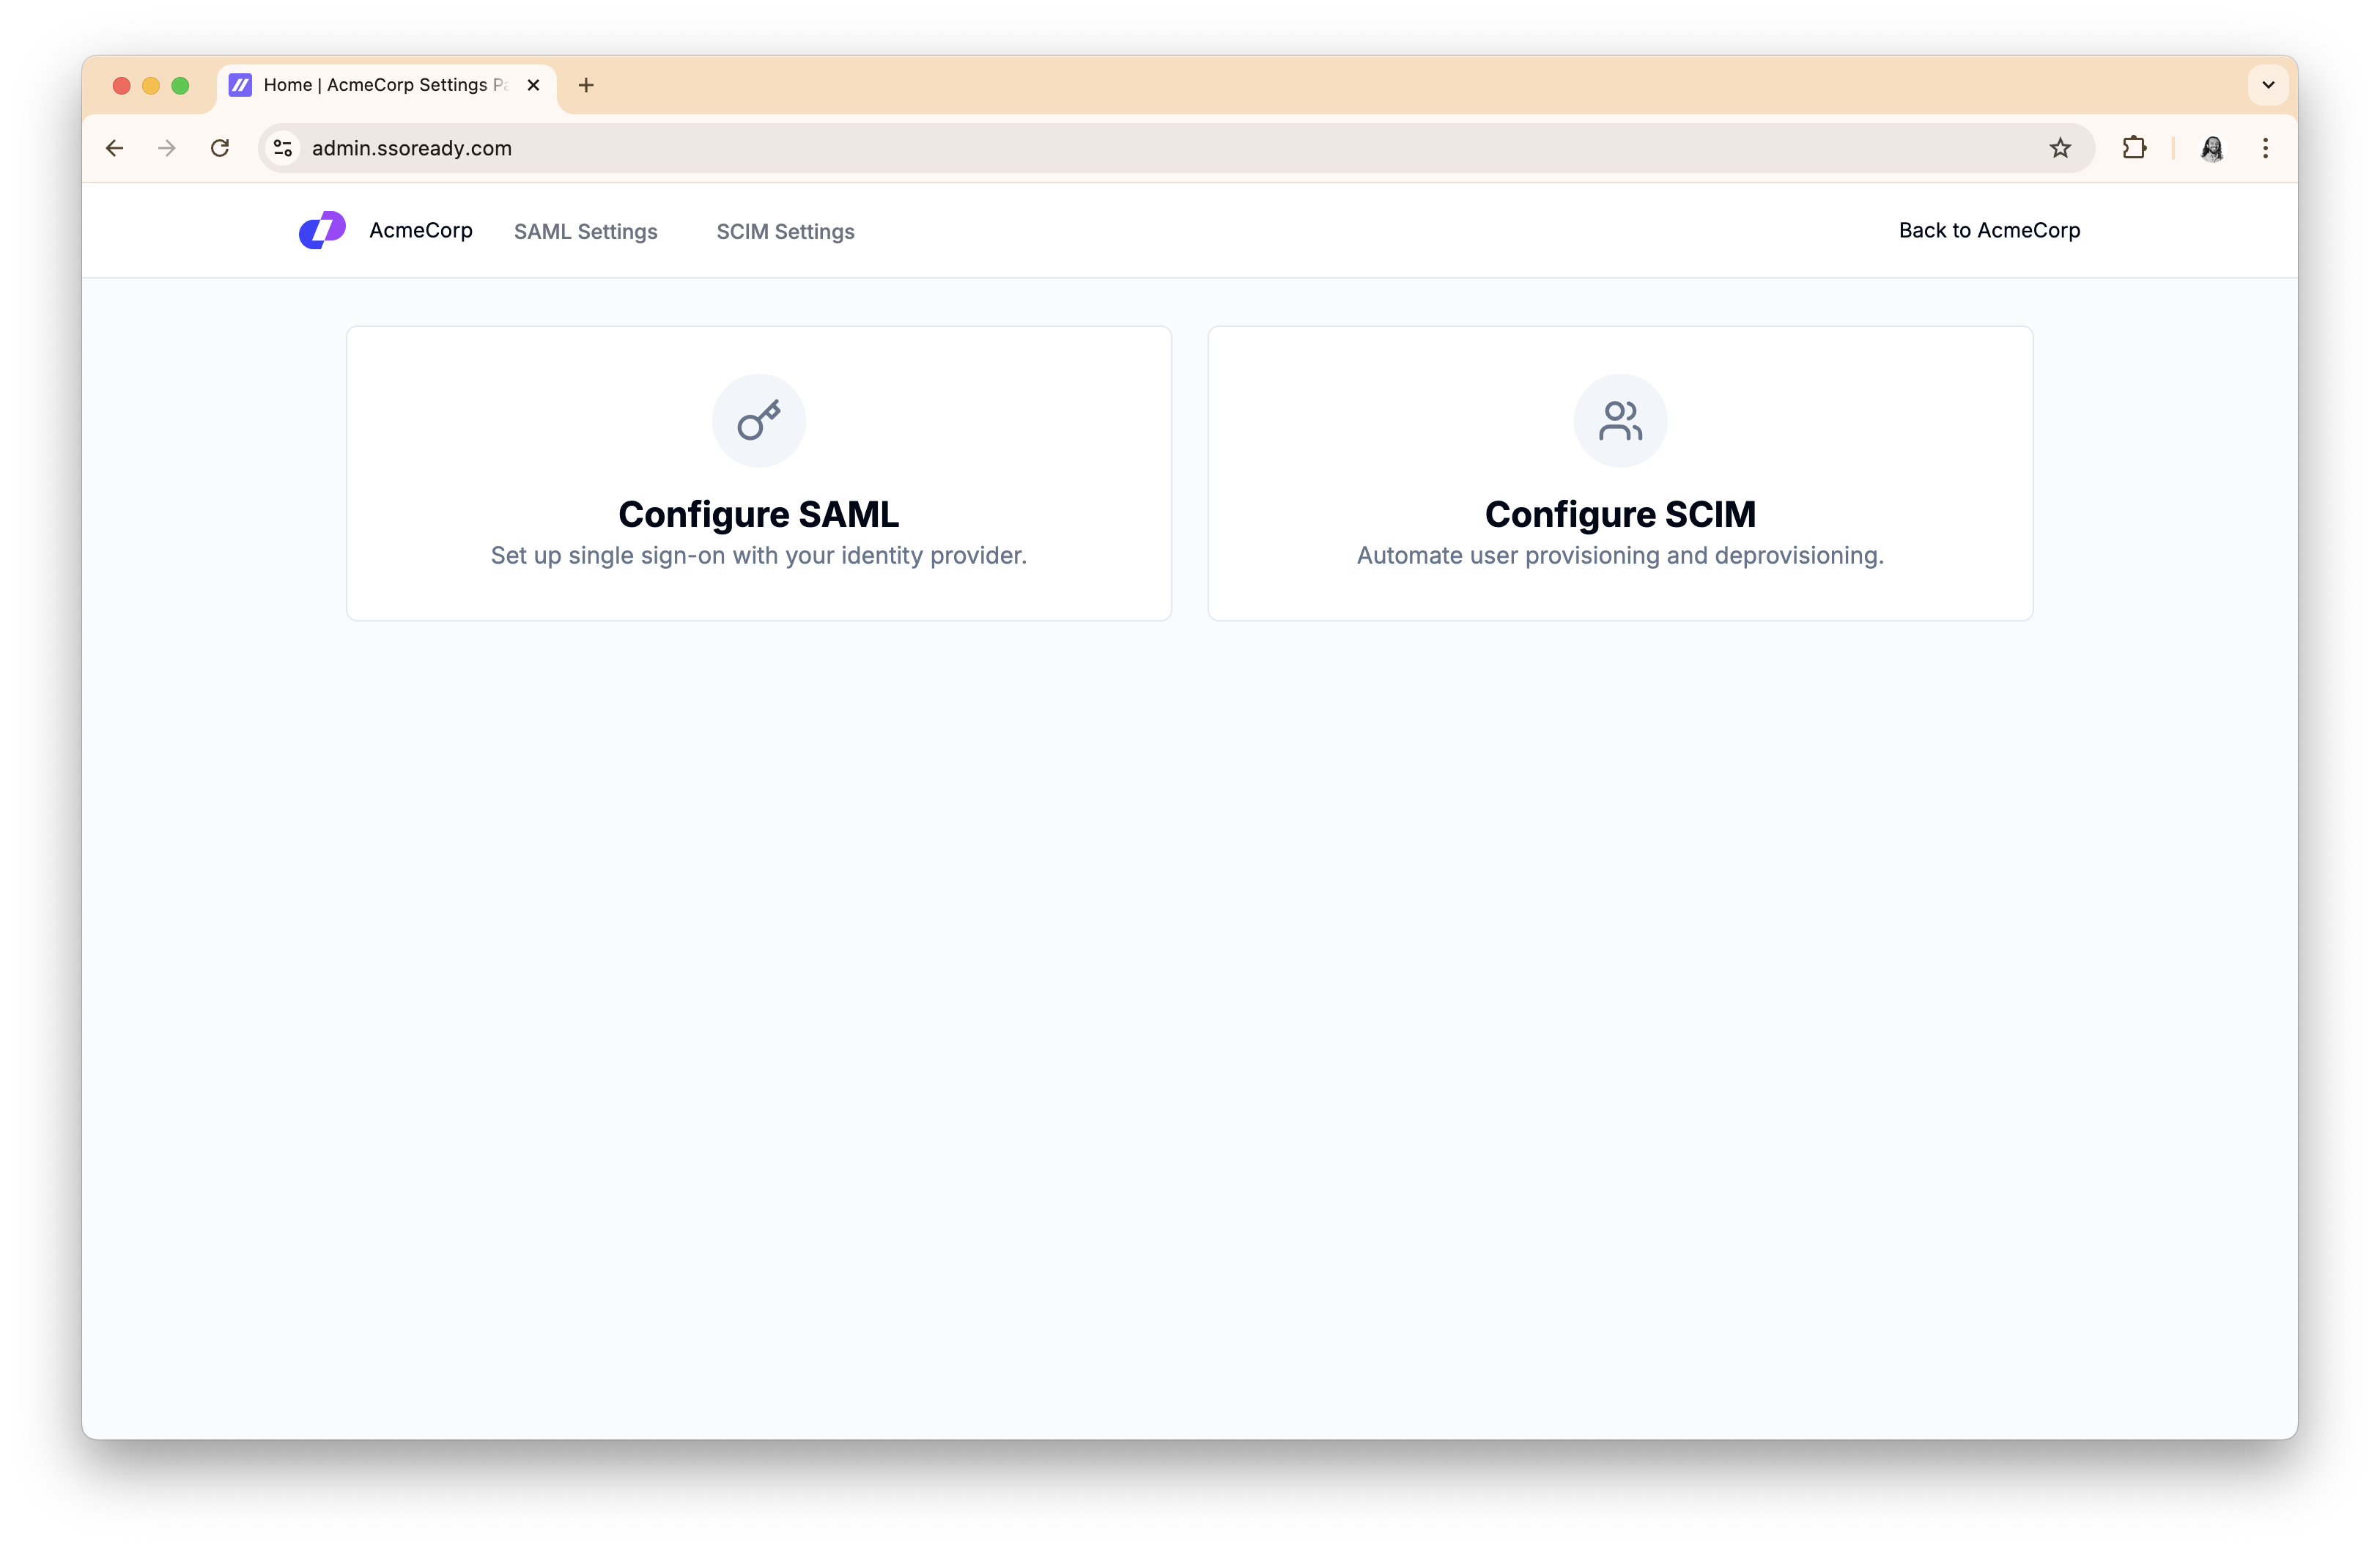 Home | AcmeCorp Settings
admin.ssoready.com
AcmeCorp
SAML Settings
SCIM Settings
Back to AcmeCorp
Configure SAML
Set up single sign-on with your identity provider.
Configure SCIM
Automate user provisioning and deprovisioning.